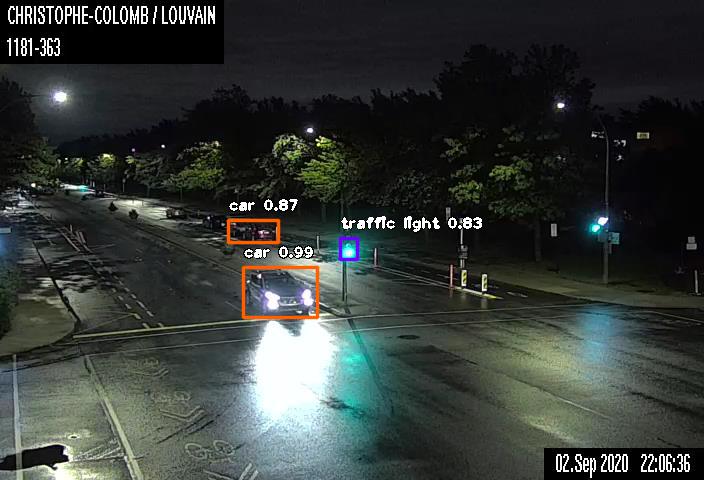 CHRISTOPHE-COLOMB / LOUVAIN
1181-363
car 0.87
traffic light 0.83
car 0.99
02.Sep 2020 22:06:36